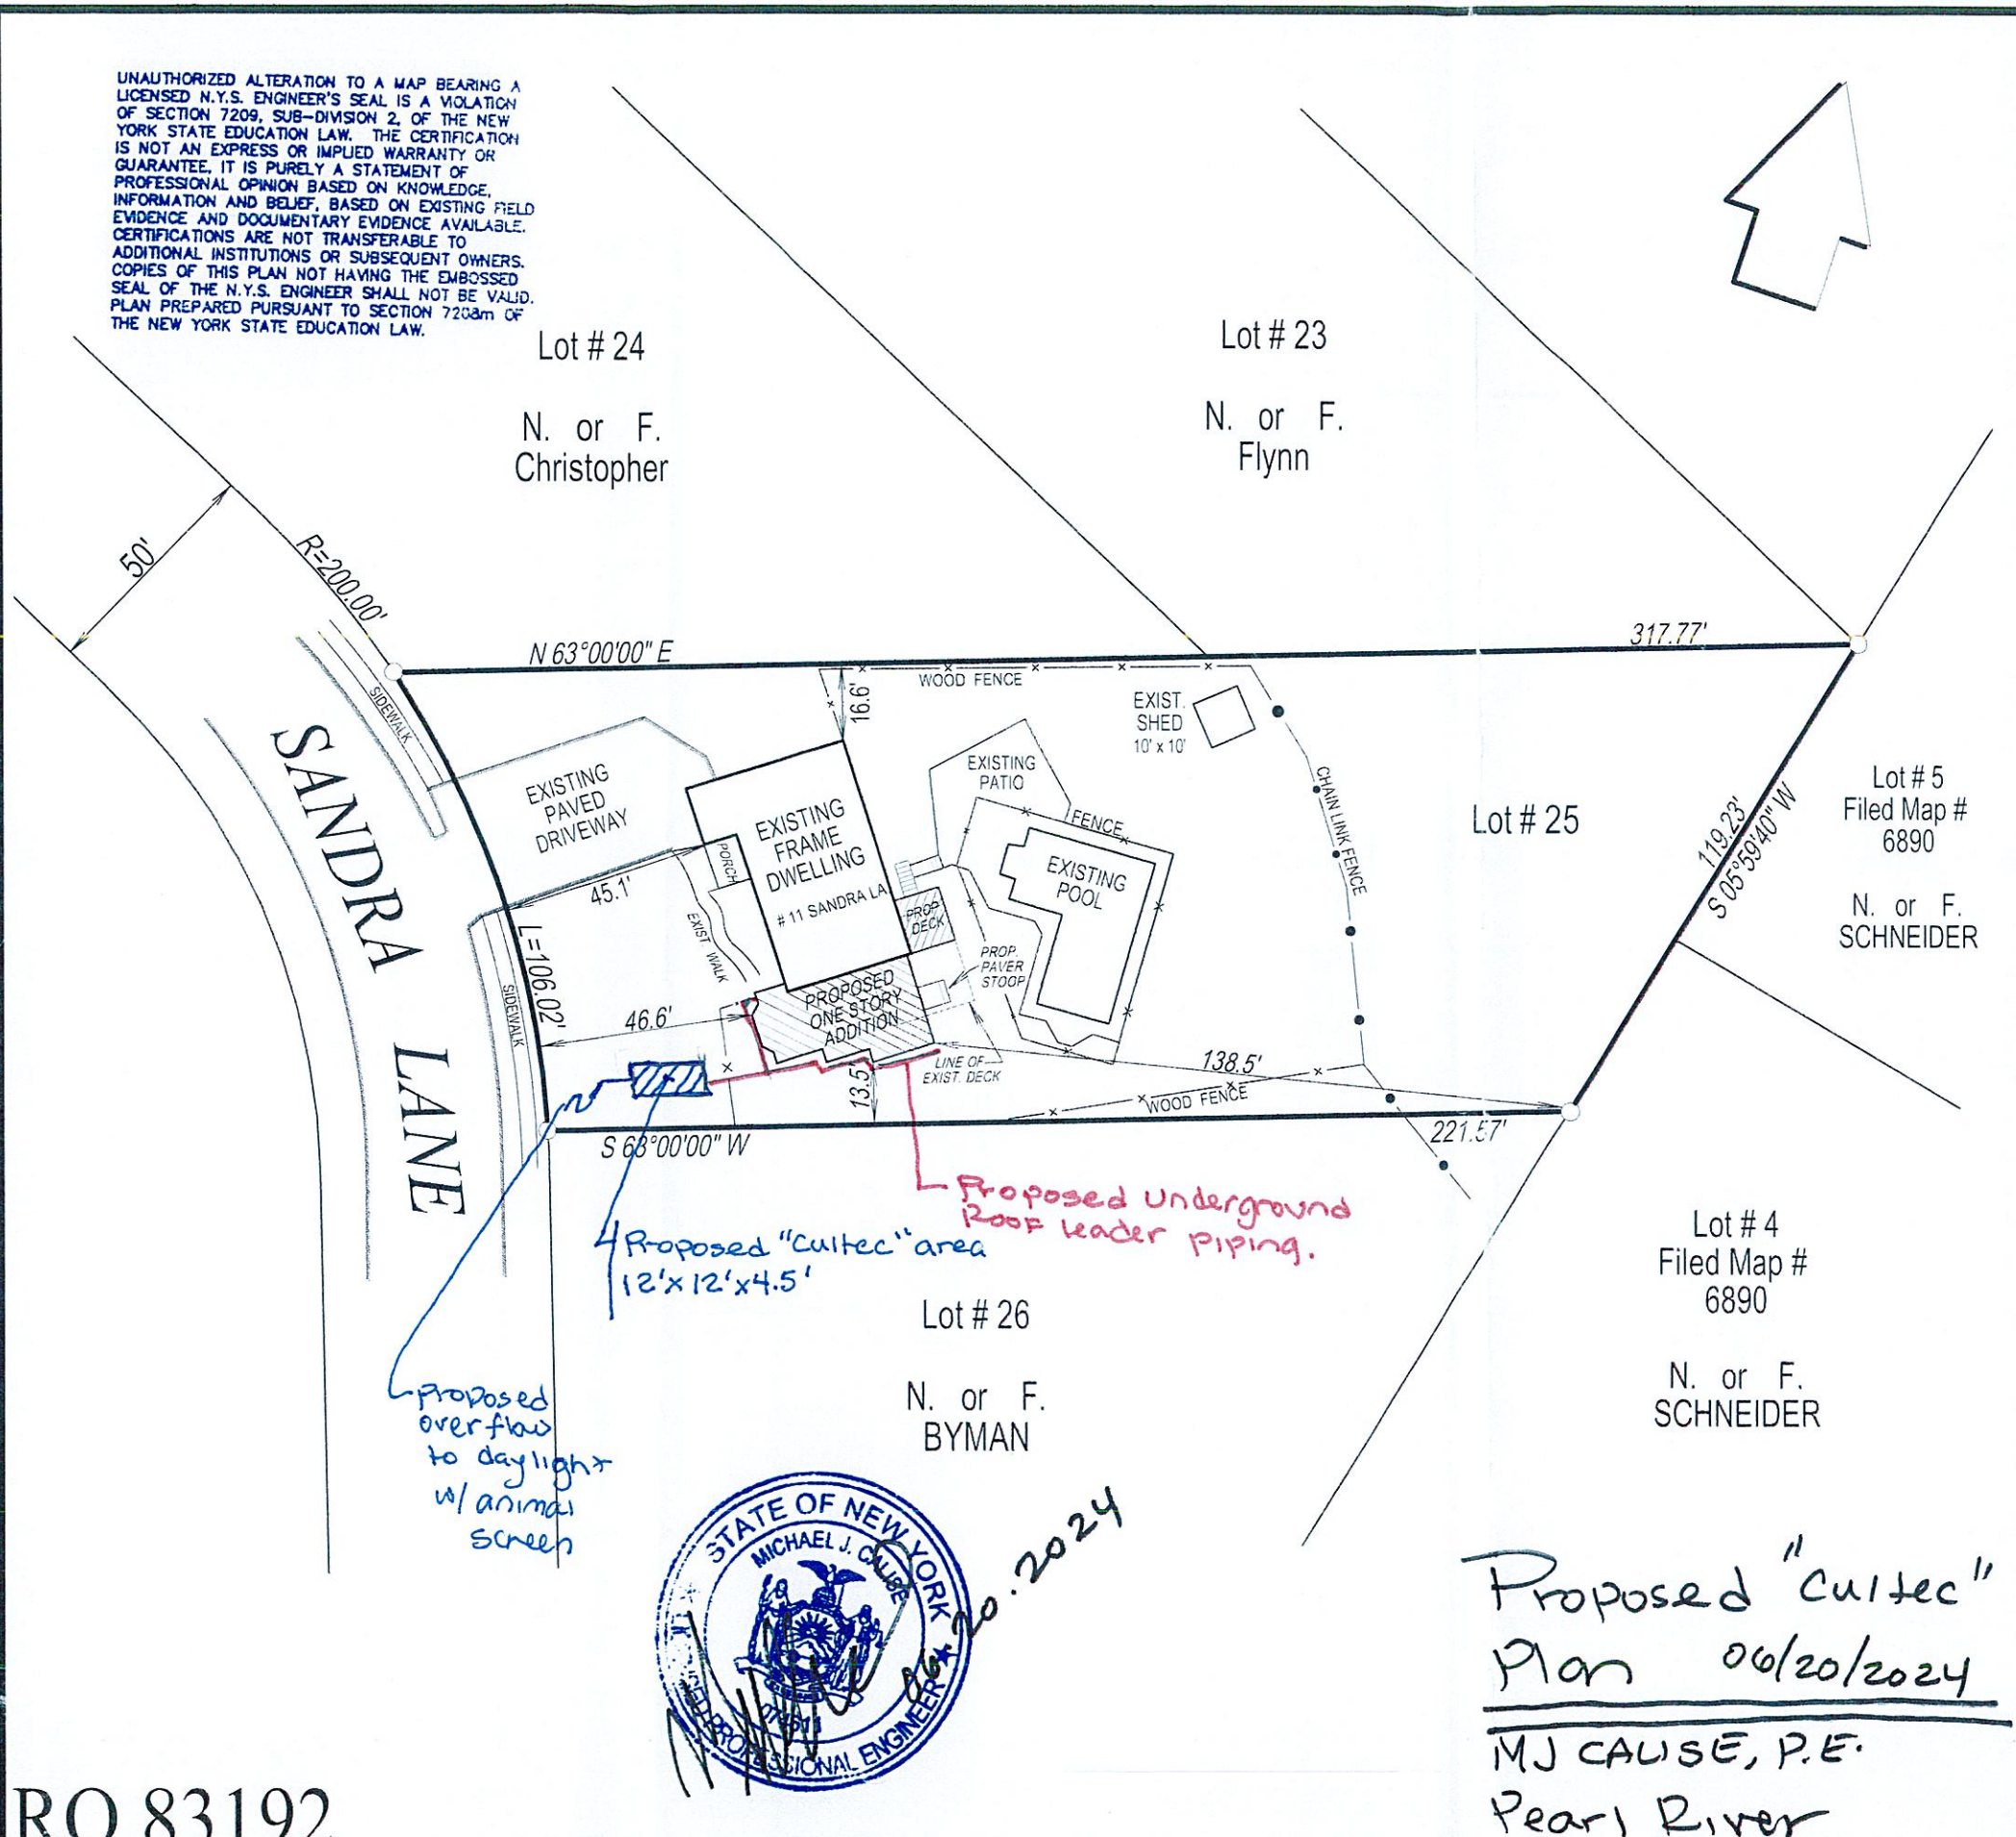 UNAUTHORIZED ALTERATION TO A MAP BEARING A
LICENSED N.Y.S. ENGINEER'S SEAL IS A VIOLATION
OF SECTION 7209, SUB-DIVISION 2, OF THE NEW
YORK STATE EDUCATION LAW. THE CERTIFICATION
IS NOT AN EXPRESS OR IMPLIED WARRANTY OR
GUARANTEE, IT IS PURELY A STATEMENT OF
PROFESSIONAL OPINION BASED ON KNOWLEDGE,
INFORMATION AND BELIEF, BASED ON EXISTING FIELD
EVIDENCE AND DOCUMENTARY EVIDENCE AVAILABLE.
CERTIFICATIONS ARE NOT TRANSFERABLE TO
ADDITIONAL INSTITUTIONS OR SUBSEQUENT OWNERS.
COPIES OF THIS PLAN NOT HAVING THE EMBOSSED
SEAL OF THE N.Y.S. ENGINEER SHALL NOT BE VALID.
PLAN PREPARED PURSUANT TO SECTION 7208m OF
THE NEW YORK STATE EDUCATION LAW.
Lot # 24
N. or F.
Christopher
Lot # 23
N. or F.
Flynn
50'
R=200.00'
N 63°00'00" E
317.77'
SIDEWALK
SANDRA LANE
WOOD FENCE
16.6'
EXIST.
SHED
10' x 10'
EXISTING
PAVED
DRIVEWAY
EXISTING
PATIO
FENCE
CHAIN LINK FENCE
Lot # 25
119.23'
S 05°59'40" W
Lot # 5
Filed Map #
6890
N. or F.
SCHNEIDER
EXISTING
FRAME
DWELLING
# 11 SANDRA LA.
PORCH
EXISTING
POOL
45.1'
EXIST. WALK
PROP.
DECK
PROP.
PAVER
STOOP
L=106.02'
SIDEWALK
PROPOSED
ONE STORY
ADDITION
46.6'
LINE OF
EXIST. DECK
138.5'
13.5'
WOOD FENCE
S 63°00'00" W
221.57'
Proposed Underground
Roof leader piping.
Proposed "Cultec" area
12'x12'x4.5'
Lot # 26
N. or F.
BYMAN
Lot # 4
Filed Map #
6890
N. or F.
SCHNEIDER
proposed
overflow
to daylight
w/ animal
screen
STATE OF NEW YORK
MICHAEL J. CALISE
PROFESSIONAL ENGINEER
06.20.2024
Proposed "Cultec"
Plan 06/20/2024
MJ CALISE, P.E.
Pearl River
RO 83192